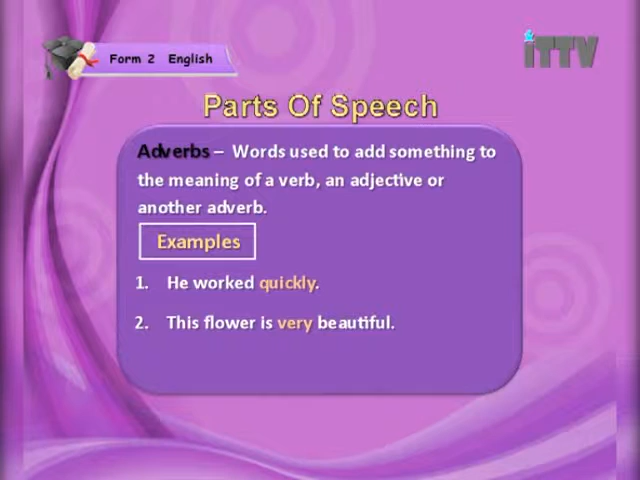 Form 2 English
iTTV
Parts Of Speech
Adverbs – Words used to add something to
the meaning of a verb, an adjective or
another adverb.
Examples
1. He worked quickly.
2. This flower is very beautiful.